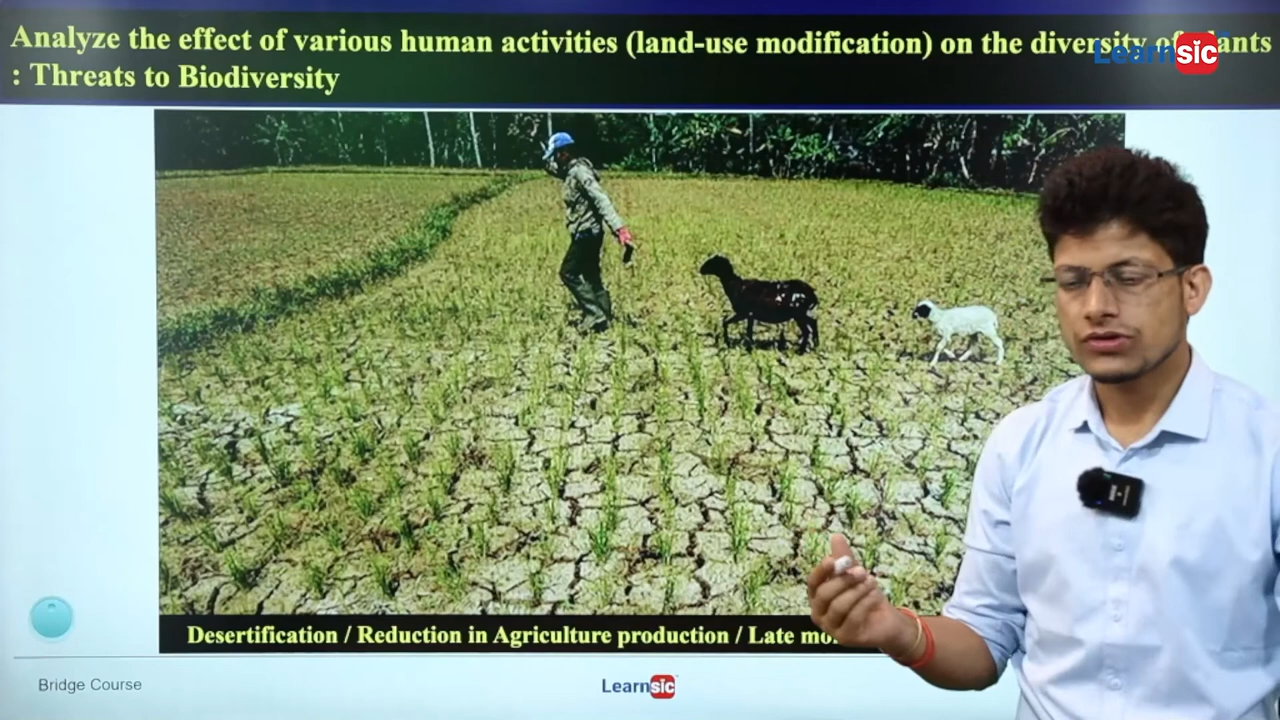 Analyze the effect of various human activities (land-use modification) on the diversity of
: Threats to Biodiversity
Learnsic
Desertification / Reduction in Agriculture production / Late
Bridge Course
Learnsic